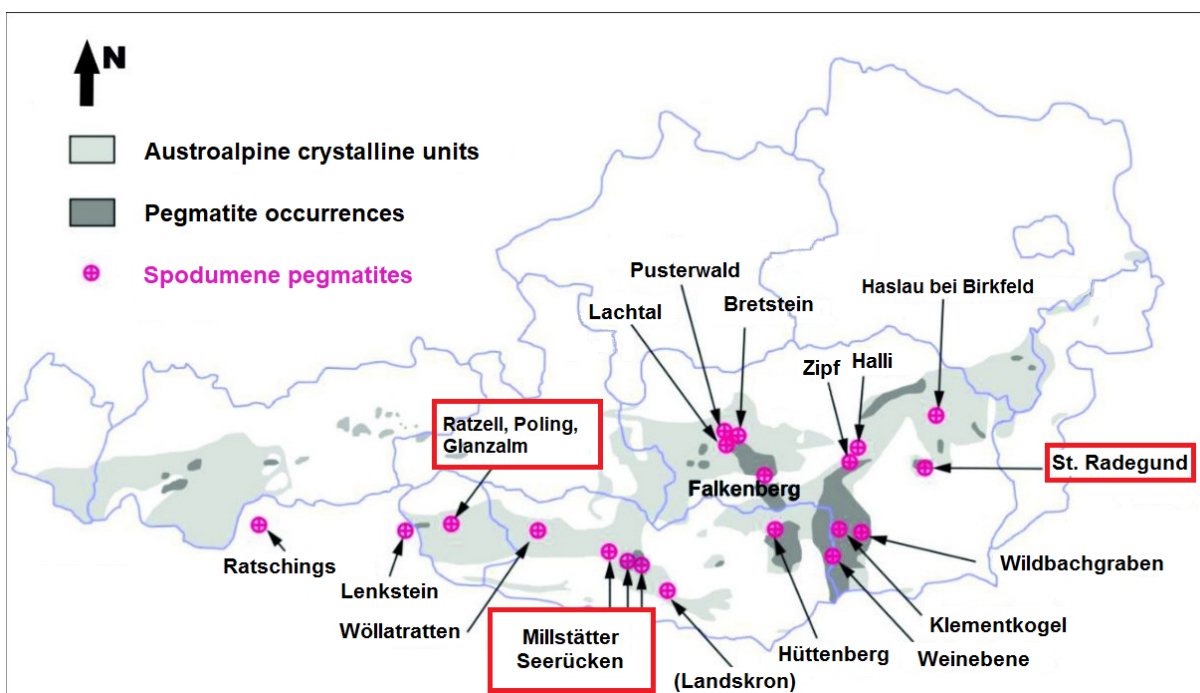 N
Austroalpine crystalline units
Pegmatite occurrences
Spodumene pegmatites
Pusterwald
Lachtal
Bretstein
Haslau bei Birkfeld
Zipf
Halli
Ratzell, Poling,
Glanzalm
St. Radegund
Falkenberg
Ratschings
Lenkstein
Wöllatratten
Millstätter
Seerücken
(Landskron)
Hüttenberg
Weinebene
Klementkogel
Wildbachgraben